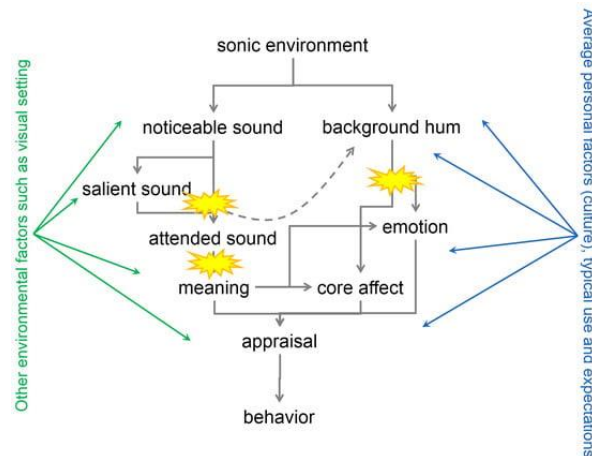 sonic environment
noticeable sound
background hum
salient sound
attended sound
emotion
meaning
core affect
appraisal
behavior
Other environmental factors such as visual setting
Average personal factors (culture), typical use and expectations